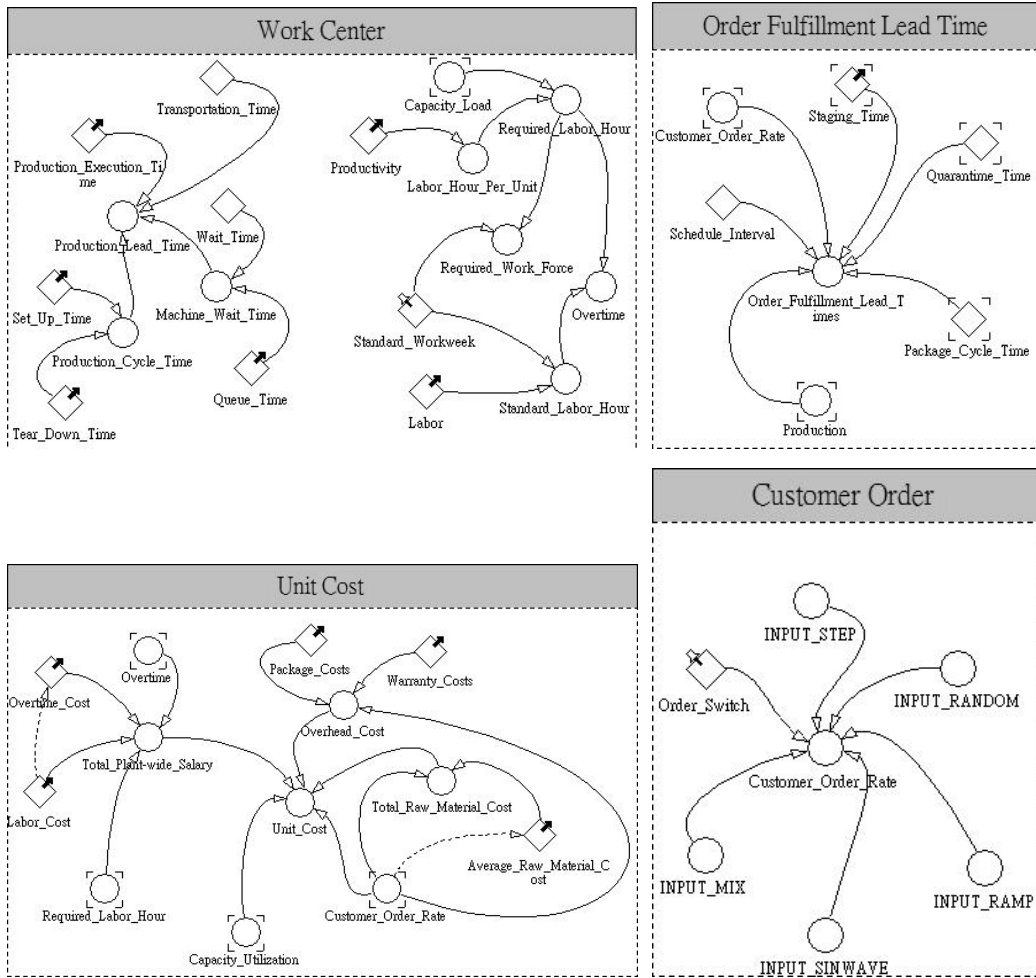 Work Center
Transportation_Time
Production_Execution_Ti
me
Production_Lead_Time
Wait_Time
Set_Up_Time
Machine_Wait_Time
Production_Cycle_Time
Queue_Time
Tear_Down_Time
Capacity_Load
Required_Labor_Hour
Productivity
Labor_Hour_Per_Unit
Required_Work_Force
Overtime
Standard_Workweek
Labor
Standard_Labor_Hour
Order Fulfillment Lead Time
Staging_Time
Customer_Order_Rate
Quarantine_Time
Schedule_Interval
Order_Fulfillment_Lead_T
imes
Package_Cycle_Time
Production
Unit Cost
Overtime
Package_Costs
Warranty_Costs
Overtime_Cost
Overhead_Cost
Total_Plant-wide_Salary
Total_Raw_Material_Cost
Labor_Cost
Unit_Cost
Average_Raw_Material_C
ost
Required_Labor_Hour
Customer_Order_Rate
Capacity_Utilization
Customer Order
INPUT_STEP
Order_Switch
INPUT_RANDOM
Customer_Order_Rate
INPUT_MIX
INPUT_RAMP
INPUT_SINWAVE